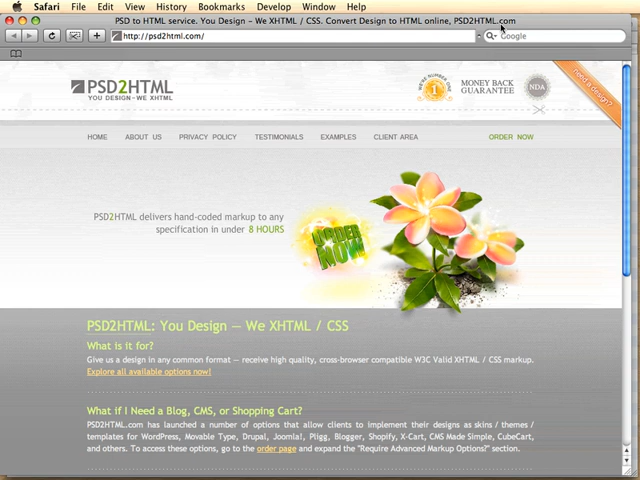 Safari File Edit View History Bookmarks Develop Window Help
PSD to HTML service. You Design – We XHTML / CSS. Convert Design to HTML online, PSD2HTML.com
http://psd2html.com/
Google
PSD2HTML
YOU DESIGN – WE XHTML
WE'RE NUMBER ONE
1
MONEY BACK
GUARANTEE
NDA
need a design?
HOME ABOUT US PRIVACY POLICY TESTIMONIALS EXAMPLES CLIENT AREA ORDER NOW
PSD2HTML delivers hand-coded markup to any
specification in under 8 HOURS
ORDER
NOW!
PSD2HTML: You Design — We XHTML / CSS
What is it for?
Give us a design in any common format — receive high quality, cross-browser compatible W3C Valid XHTML / CSS markup.
Explore all available options now!
What if I Need a Blog, CMS, or Shopping Cart?
PSD2HTML.com has launched a number of options that allow clients to implement their designs as skins / themes /
templates for WordPress, Movable Type, Drupal, Joomla!, Pligg, Blogger, Shopify, X-Cart, CMS Made Simple, CubeCart,
and others. To access these options, go to the order page and expand the "Require Advanced Markup Options?" section.